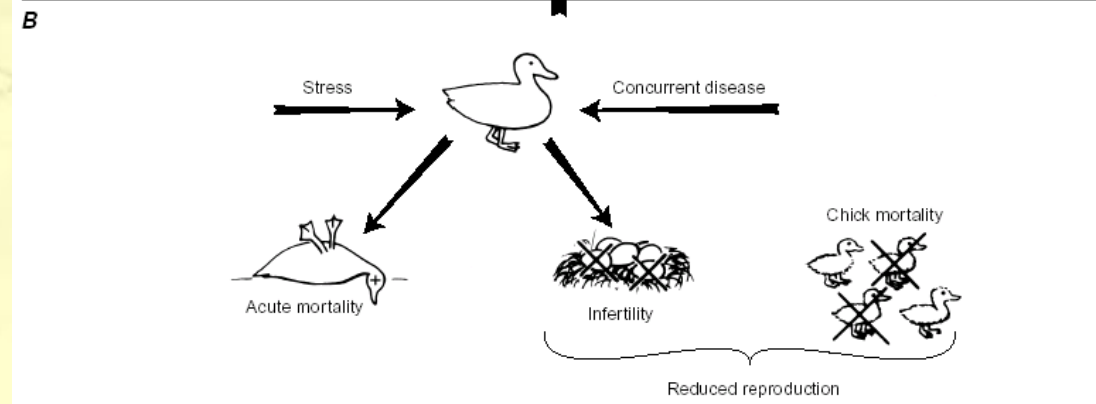 B
Stress
Concurrent disease
Chick mortality
Acute mortality
Infertility
Reduced reproduction